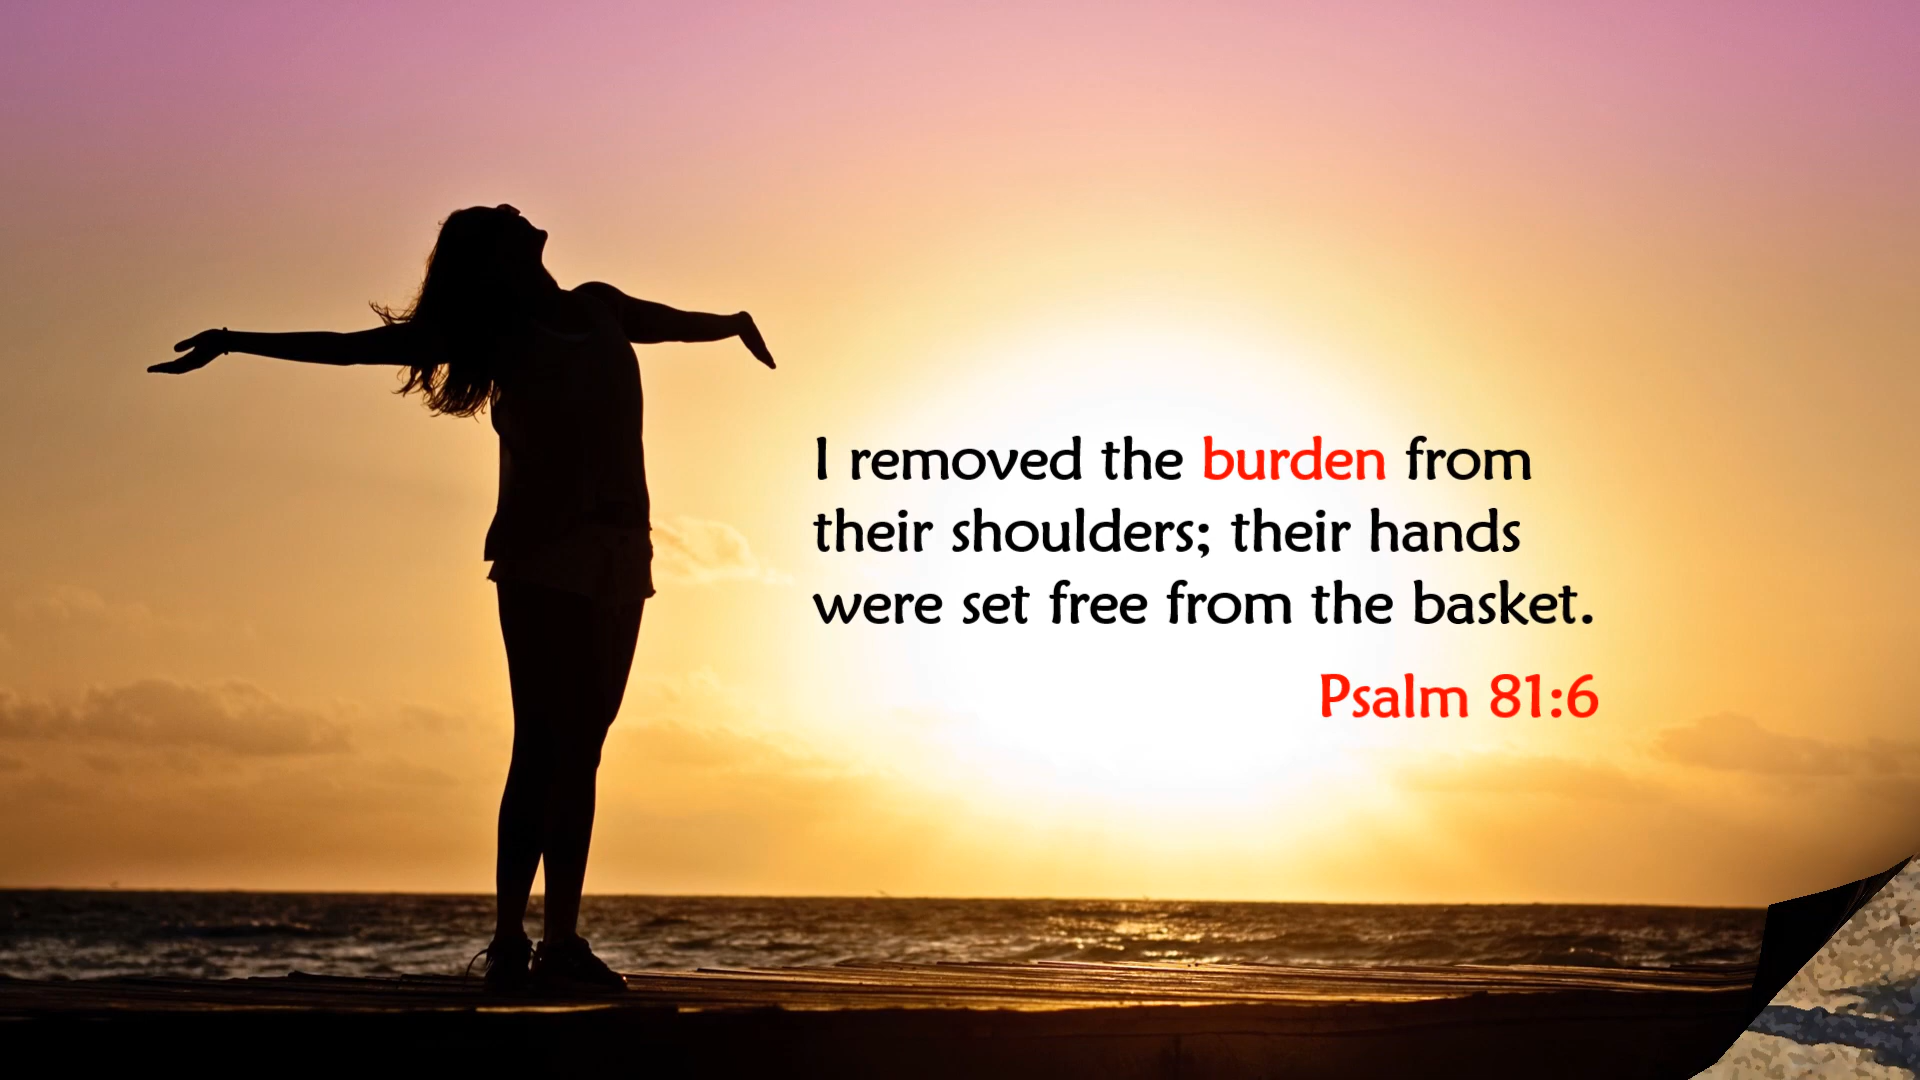 I removed the burden from
their shoulders; their hands
were set free from the basket.
Psalm 81:6